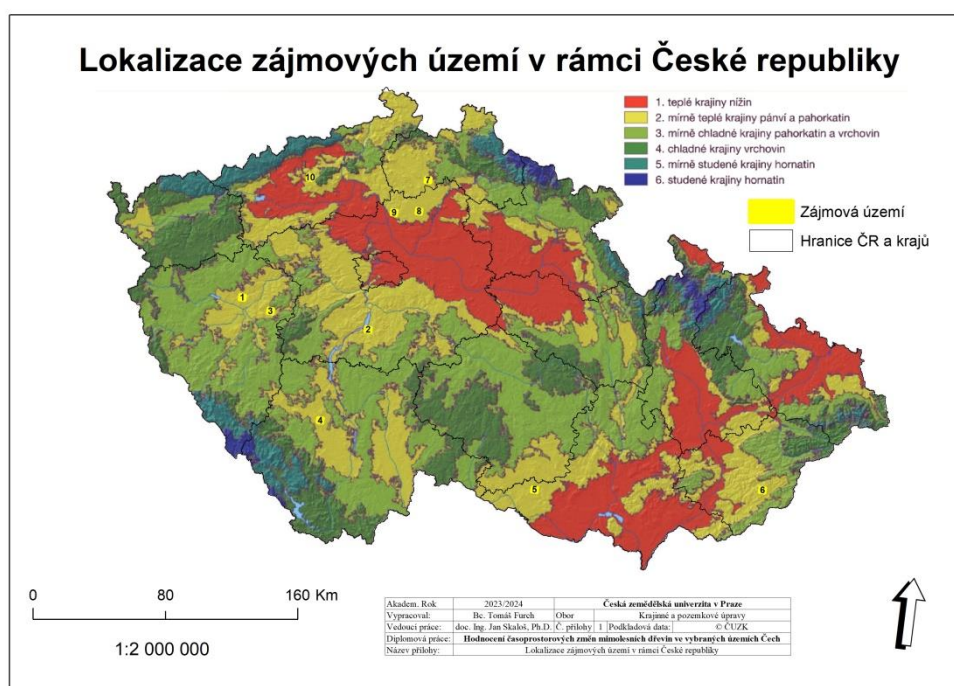 Lokalizace zájmových území v rámci České republiky
1. teplé krajiny nížin
2. mírně teplé krajiny pánví a pahorkatin
3. mírně chladné krajiny pahorkatin a vrchovin
4. chladné krajiny vrchovin
5. mírně studené krajiny hornatin
6. studené krajiny hornatin
Zájmová území
Hranice ČR a krajů
10
7
9 8
1
3
2
4
5
6
0 80 160 Km
1:2 000 000
Akadem. Rok 2023/2024 Česká zemědělská univerzita v Praze
Vypracoval: Bc. Tomáš Furch Obor Krajinné a pozemkové úpravy
Vedoucí práce: doc. Ing. Jan Skaloš, Ph.D. Č. přílohy 1 Podkladová data: © ČUZK
Diplomová práce: Hodnocení časoprostorových změn mimolesních dřevin ve vybraných územích Čech
Název přílohy: Lokalizace zájmových území v rámci České republiky